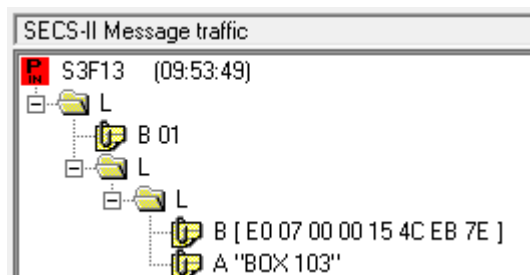 SECS-II Message traffic
P IN S3F13 (09:53:49)
L
B 01
L
L
B [ E0 07 00 00 15 4C EB 7E ]
A "BOX 103"